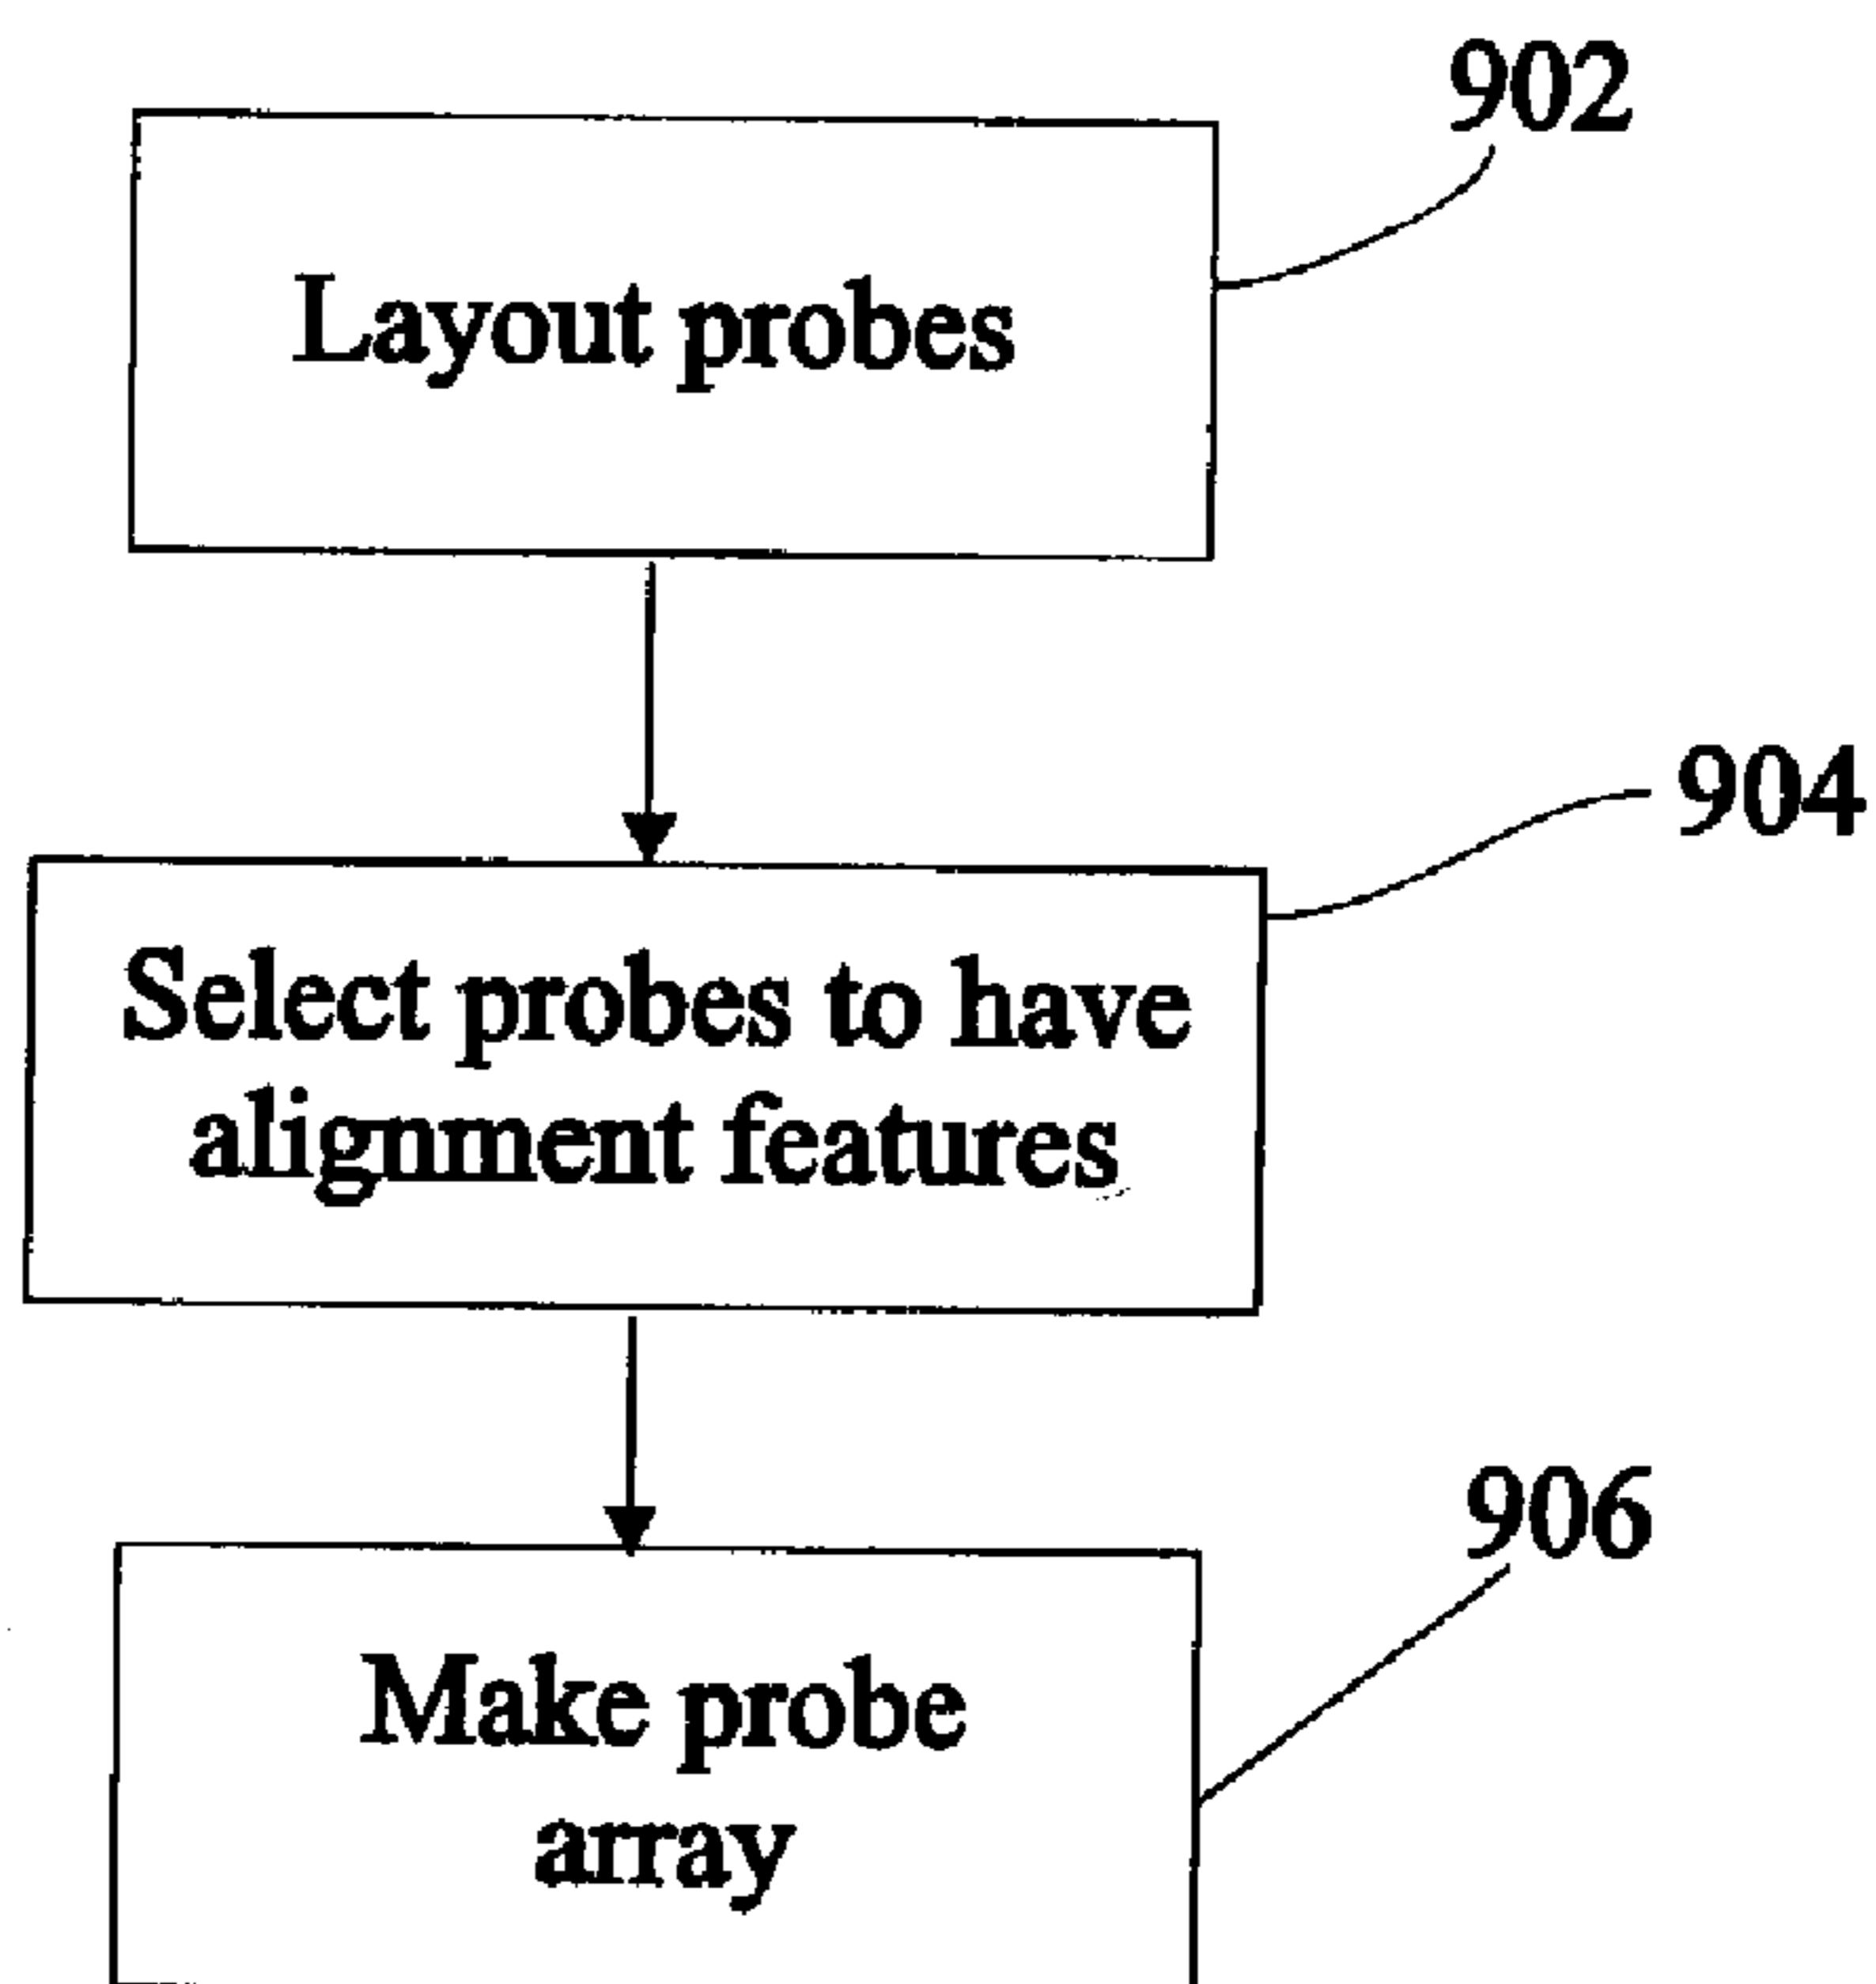 902
Layout probes
904
Select probes to have
alignment features
906
Make probe
array